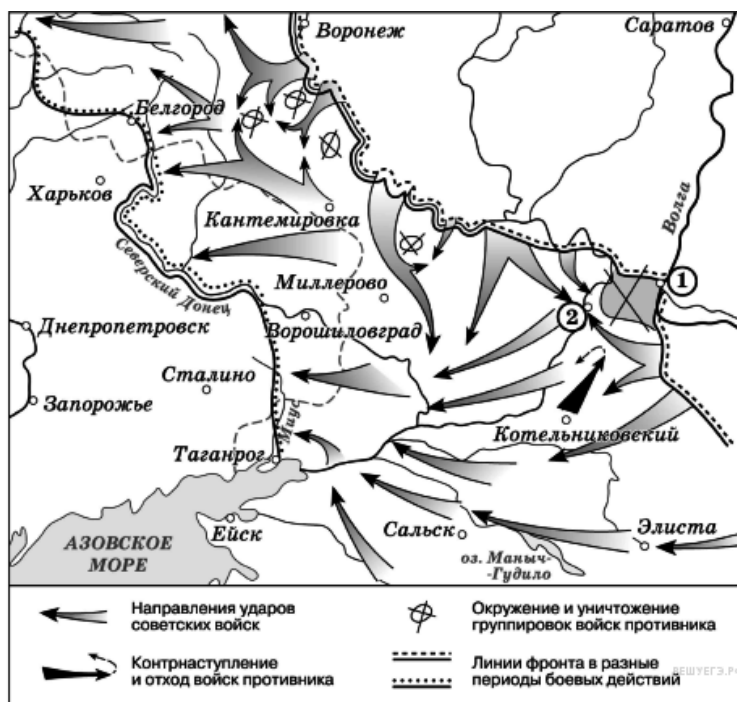 Воронеж
Саратов
Белгород
Харьков
Волга
Кантемировка
Северский Донец
Миллерово
1
2
Днепропетровск
Ворошиловград
Сталино
Запорожье
Миус
Котельниковский
Таганрог
АЗОВСКОЕ
МОРЕ
Ейск
Сальск
Элиста
оз. Маныч-
-Гудило
Направления ударов
советских войск
Окружение и уничтожение
группировок войск противника
Контрнаступление
и отход войск противника
Линии фронта в разные
периоды боевых действий
РЕШУЕГЭ.РФ